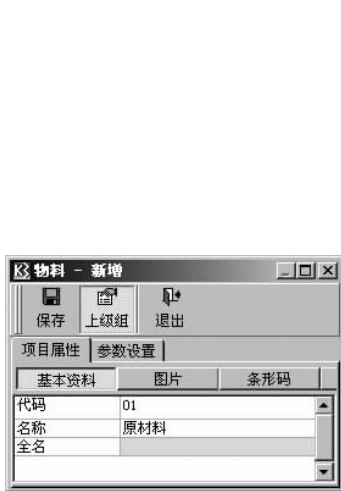 K3 物料 - 新增
保存 上级组 退出
项目属性 参数设置
基本资料 图片 条形码
代码 01
名称 原材料
全名